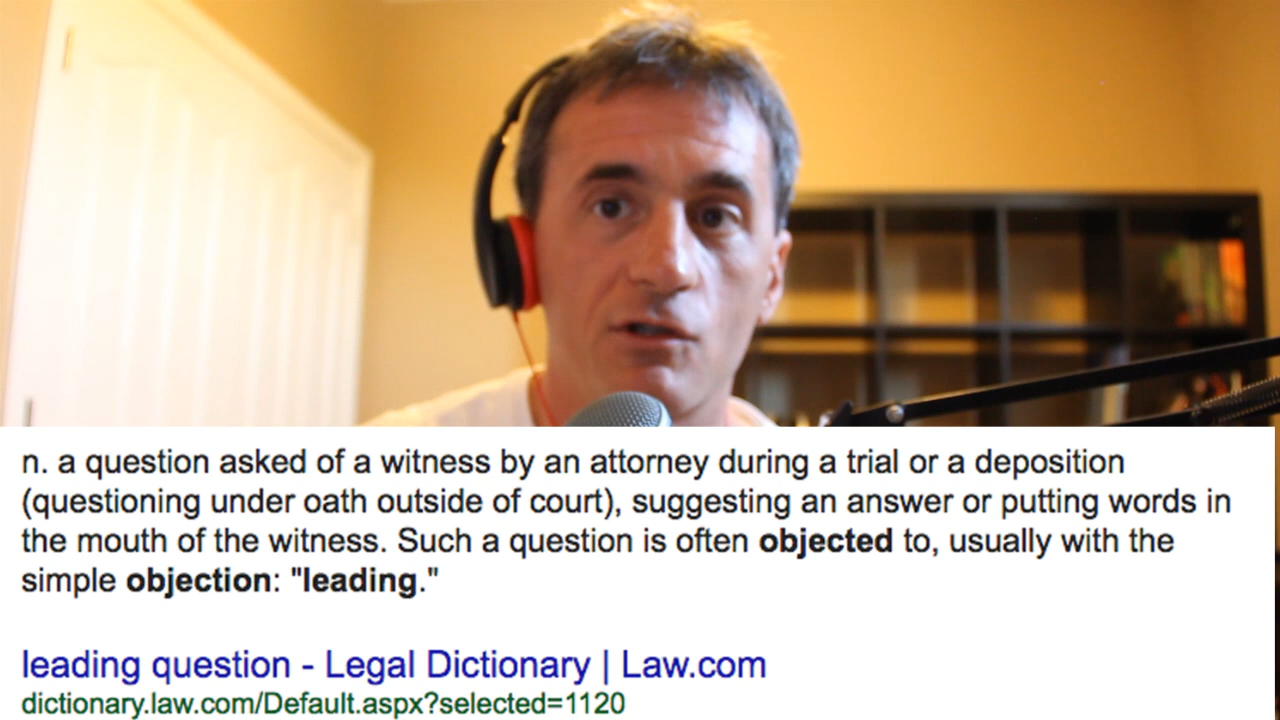 n. a question asked of a witness by an attorney during a trial or a deposition
(questioning under oath outside of court), suggesting an answer or putting words in
the mouth of the witness. Such a question is often objected to, usually with the
simple objection: "leading."
leading question - Legal Dictionary | Law.com
dictionary.law.com/Default.aspx?selected=1120